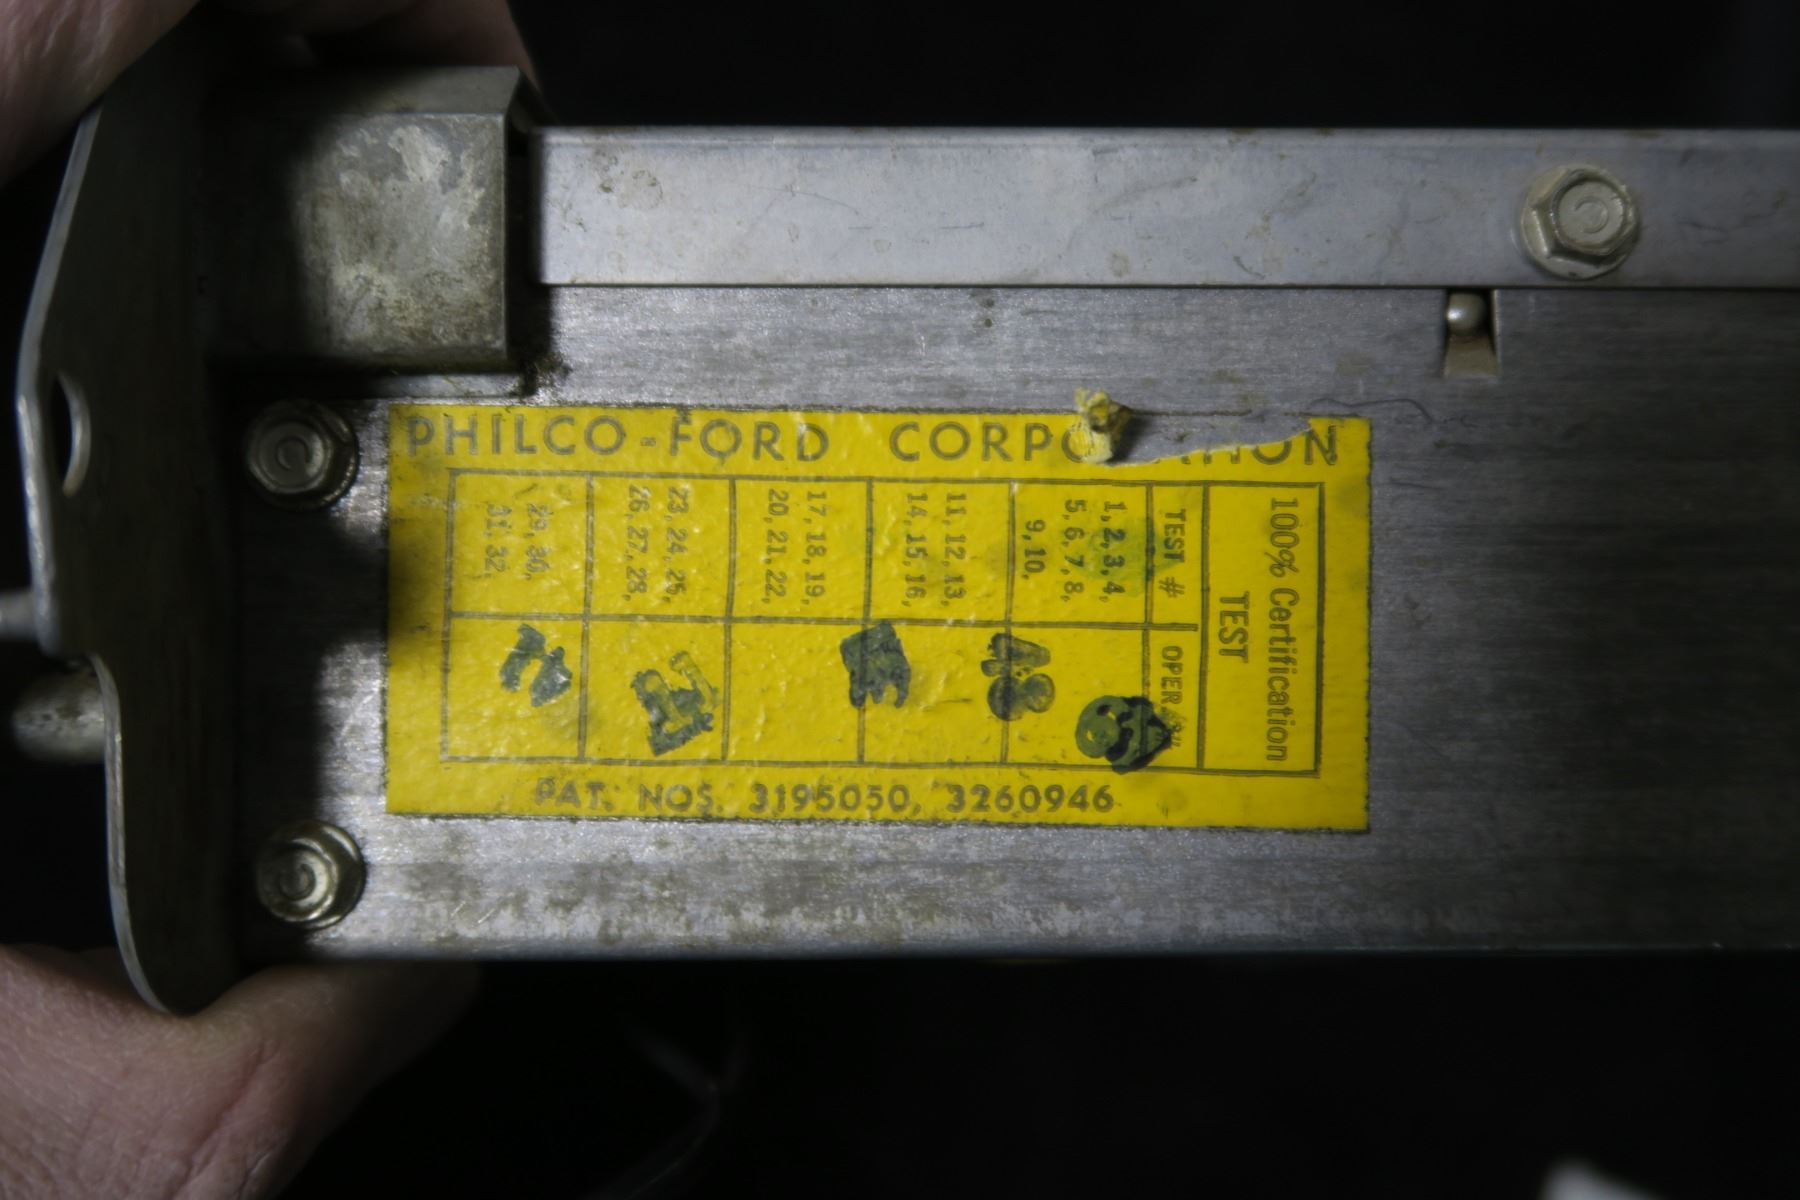 PHILCO-FORD CORPORATION
100% Certification
TEST
TEST # OPER.#
1, 2, 3, 4,
5, 6, 7, 8,
9, 10,
11, 12, 13,
14, 15, 16,
17, 18, 19,
20, 21, 22,
23, 24, 25,
26, 27, 28,
29, 30,
31, 32,
PAT. NOS. 3195050, 3260946